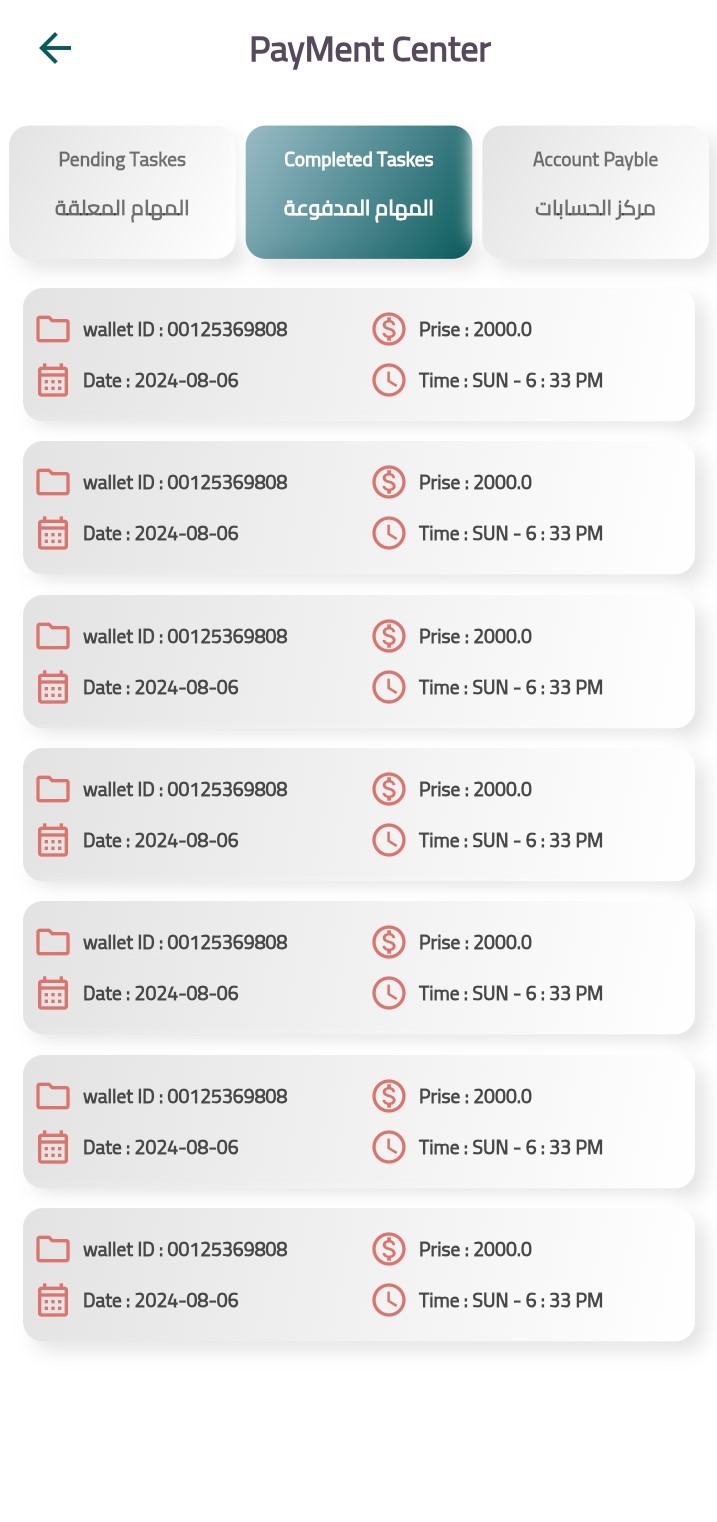 PayMent Center
Pending Taskes
المهام المعلقة
Completed Taskes
المهام المدفوعة
Account Payble
مركز الحسابات
wallet ID : 00125369808
Prise : 2000.0
Date : 2024-08-06
Time : SUN - 6 : 33 PM
wallet ID : 00125369808
Prise : 2000.0
Date : 2024-08-06
Time : SUN - 6 : 33 PM
wallet ID : 00125369808
Prise : 2000.0
Date : 2024-08-06
Time : SUN - 6 : 33 PM
wallet ID : 00125369808
Prise : 2000.0
Date : 2024-08-06
Time : SUN - 6 : 33 PM
wallet ID : 00125369808
Prise : 2000.0
Date : 2024-08-06
Time : SUN - 6 : 33 PM
wallet ID : 00125369808
Prise : 2000.0
Date : 2024-08-06
Time : SUN - 6 : 33 PM
wallet ID : 00125369808
Prise : 2000.0
Date : 2024-08-06
Time : SUN - 6 : 33 PM